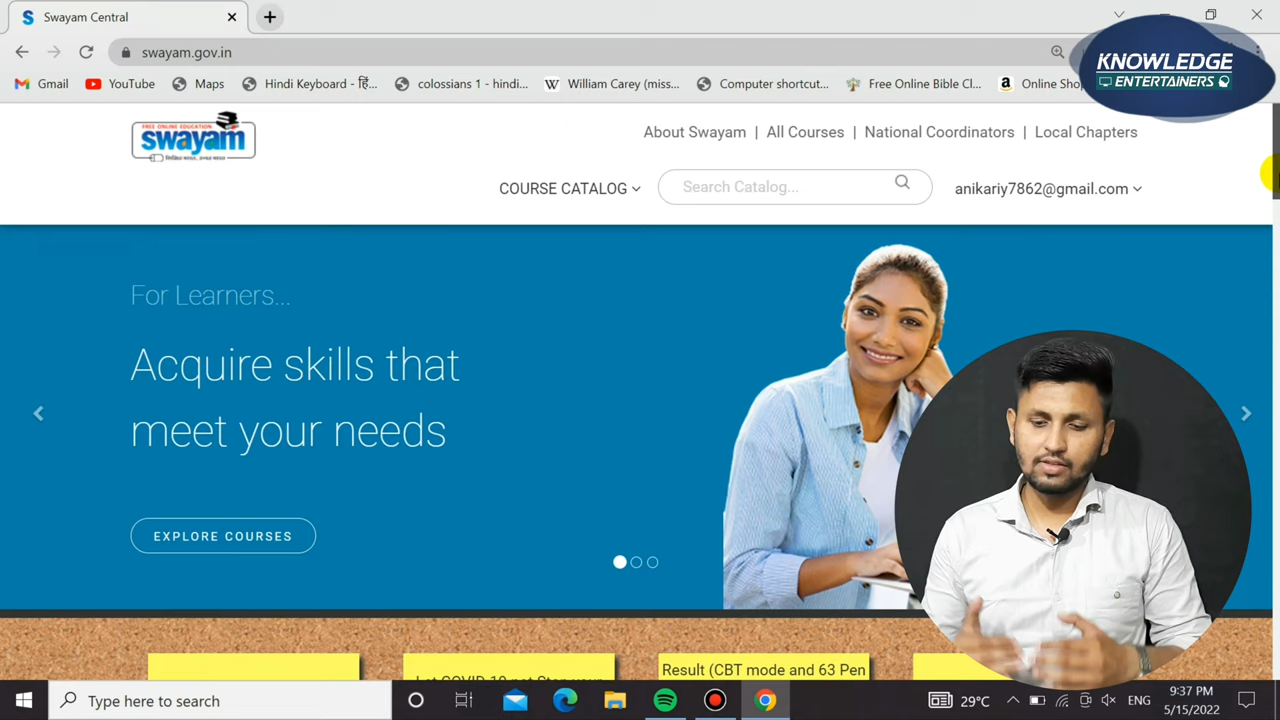 Swayam Central
swayam.gov.in
KNOWLEDGE
ENTERTAINERS
Gmail
YouTube
Maps
Hindi Keyboard - हिं...
colossians 1 - Hindi...
William Carey (miss...
Computer shortcut...
Free Online Bible Cl...
Online Shop
FREE ONLINE EDUCATION
swayam
About Swayam | All Courses | National Coordinators | Local Chapters
COURSE CATALOG
Search Catalog...
anikariy7862@gmail.com
For Learners...
Acquire skills that
meet your needs
EXPLORE COURSES
Result (CBT mode and 63 Pen
Type here to search
29°C
ENG
9:37 PM
5/15/2022